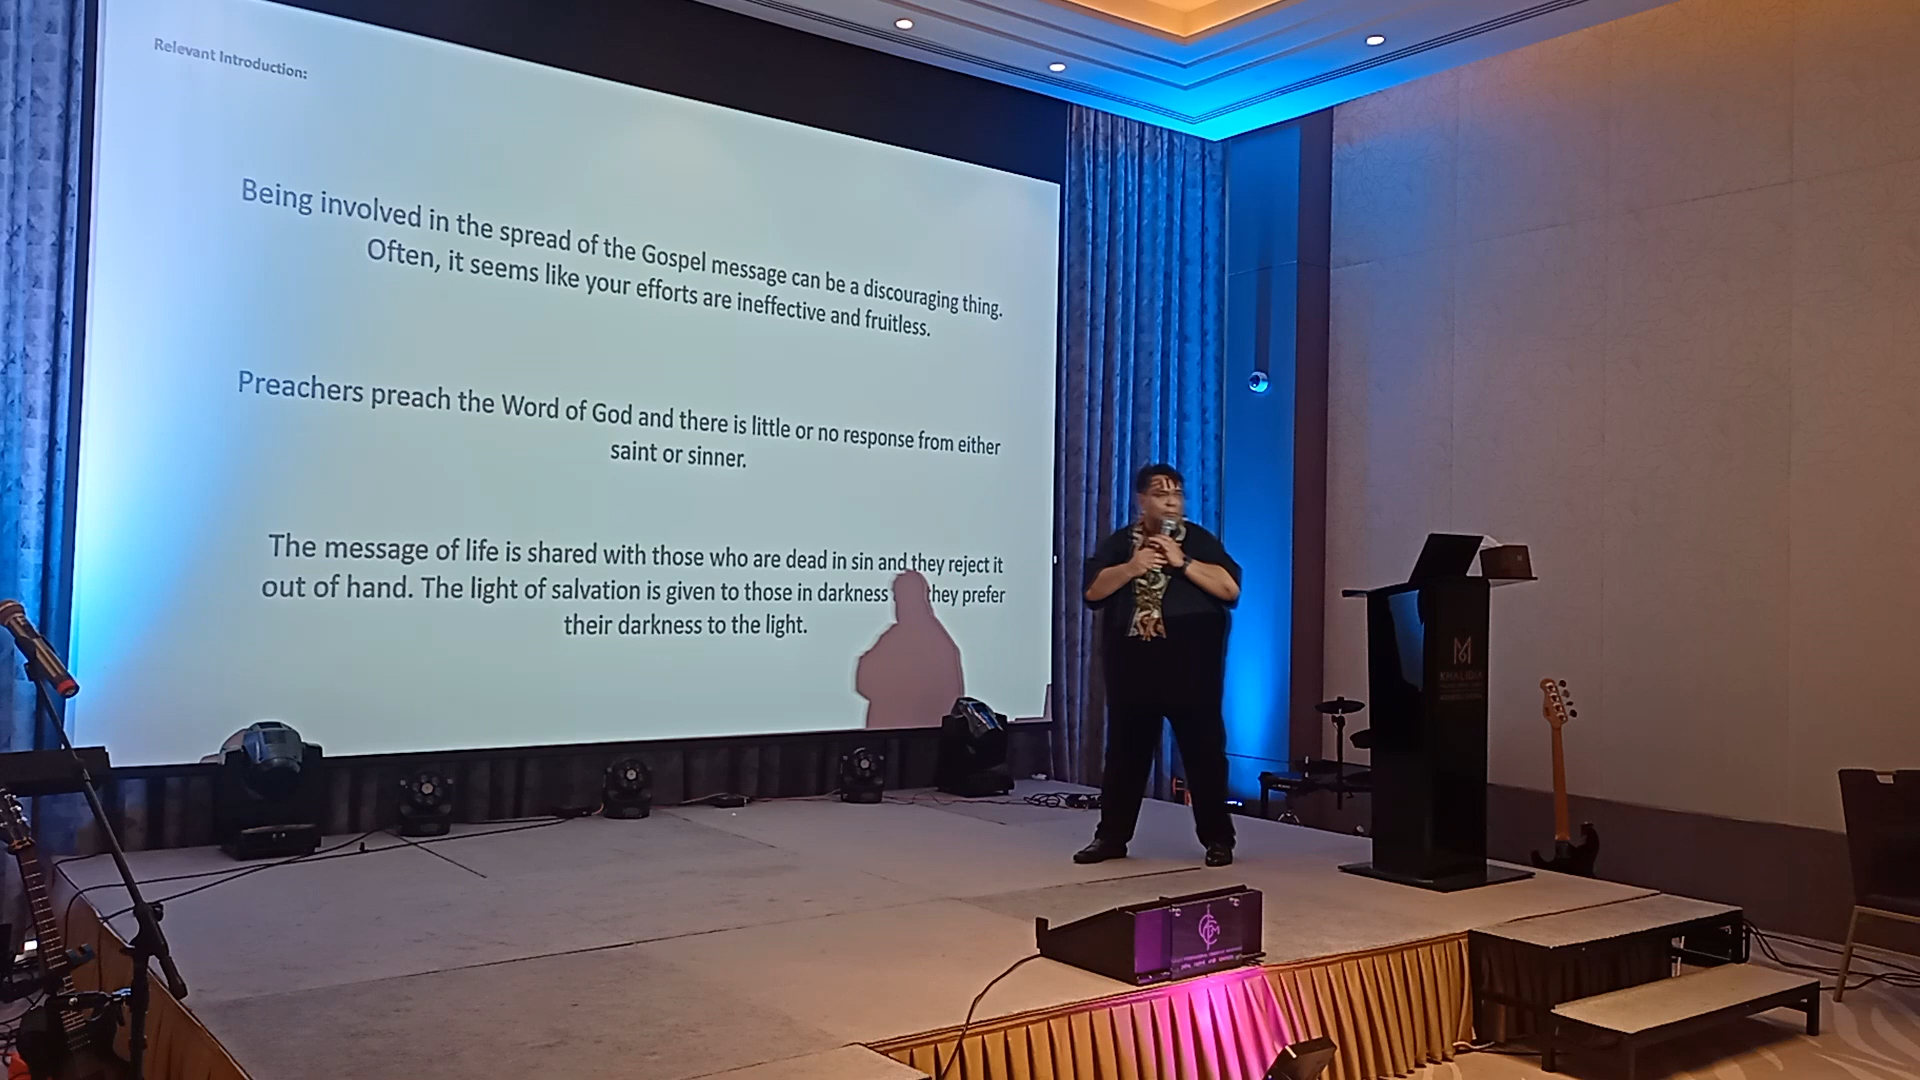 Relevant Introduction:
Being involved in the spread of the Gospel message can be a discouraging thing.
Often, it seems like your efforts are ineffective and fruitless.
Preachers preach the Word of God and there is little or no response from either
saint or sinner.
The message of life is shared with those who are dead in sin and they reject it
out of hand. The light of salvation is given to those in darkness they prefer
their darkness to the light.